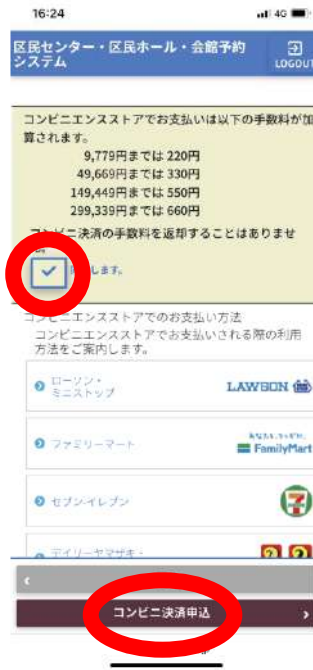 16:24
4G
区民センター・区民ホール・会館予約
システム
LOGOUT
コンビニエンスストアでお支払いは以下の手数料が加
算されます。
9,779円までは 220円
49,669円までは 330円
149,449円までは 550円
299,339円までは 660円
コンビニ決済の手数料を返却することはありませ
します。
コンビニエンスストアでのお支払い方法
コンビニエンスストアでお支払いされる際の利用
方法をご案内します。
ローソン・
ミニストップ
LAWSON
ファミリーマート
FamilyMart
セブン-イレブン
デイリーヤマザキ・
コンビニ決済申込